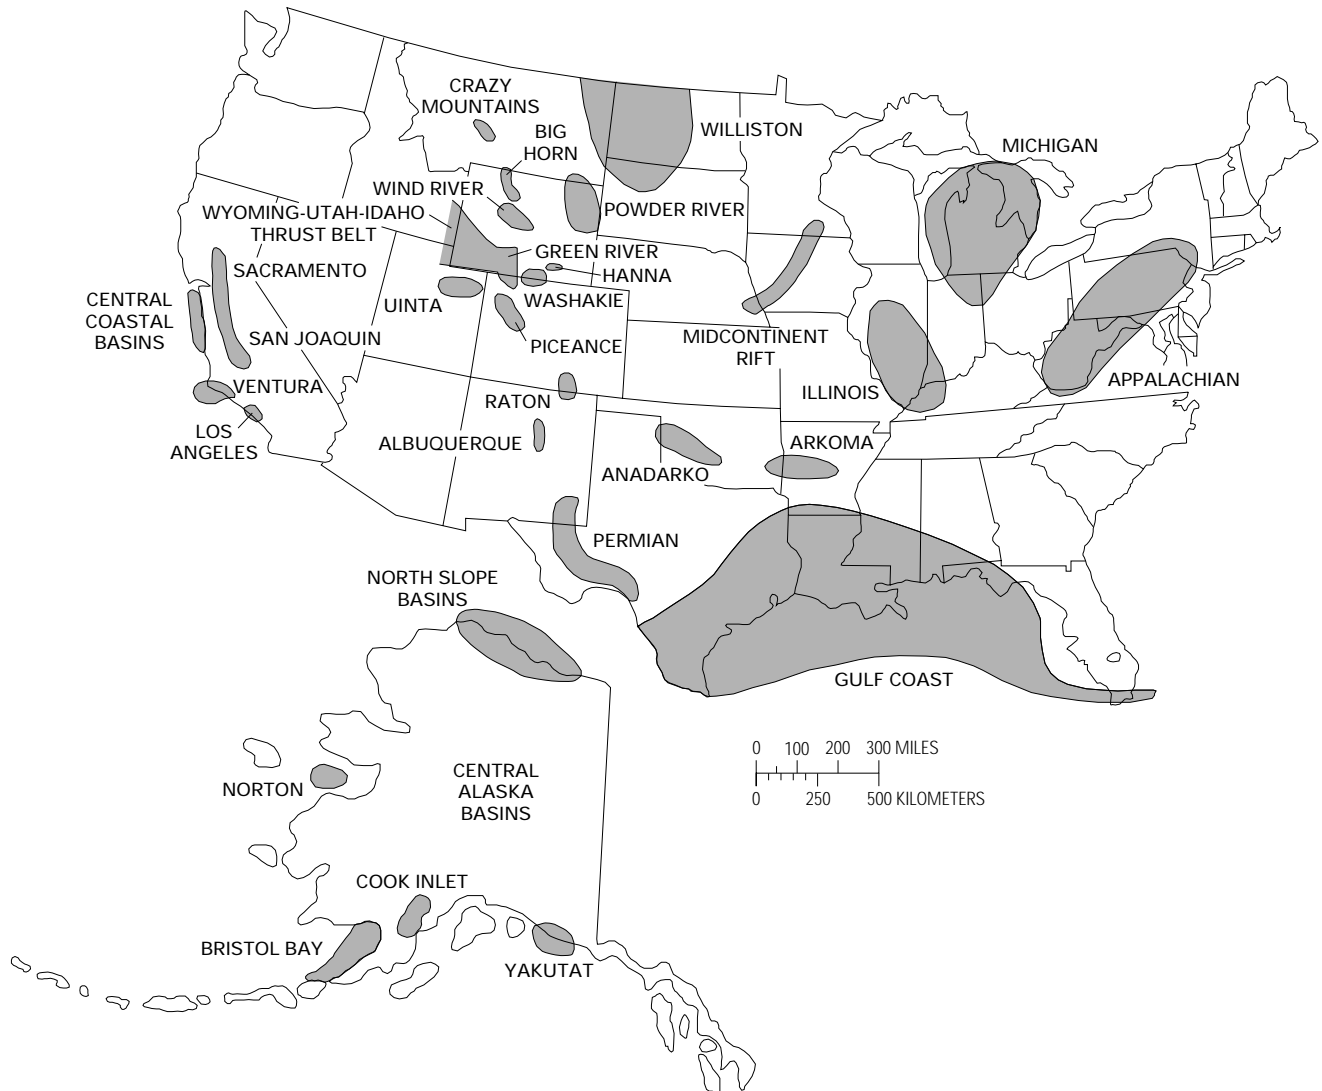 CRAZY
MOUNTAINS
BIG
HORN
WILLISTON
MICHIGAN
WIND RIVER
POWDER RIVER
WYOMING-UTAH-IDAHO
THRUST BELT
GREEN RIVER
HANNA
SACRAMENTO
UINTA
WASHAKIE
CENTRAL
COASTAL
BASINS
SAN JOAQUIN
PICEANCE
MIDCONTINENT
RIFT
VENTURA
RATON
ILLINOIS
APPALACHIAN
LOS
ANGELES
ALBUQUERQUE
ANADARKO
ARKOMA
PERMIAN
NORTH SLOPE
BASINS
GULF COAST
0 100 200 300 MILES
0 250 500 KILOMETERS
NORTON
CENTRAL
ALASKA
BASINS
COOK INLET
BRISTOL BAY
YAKUTAT